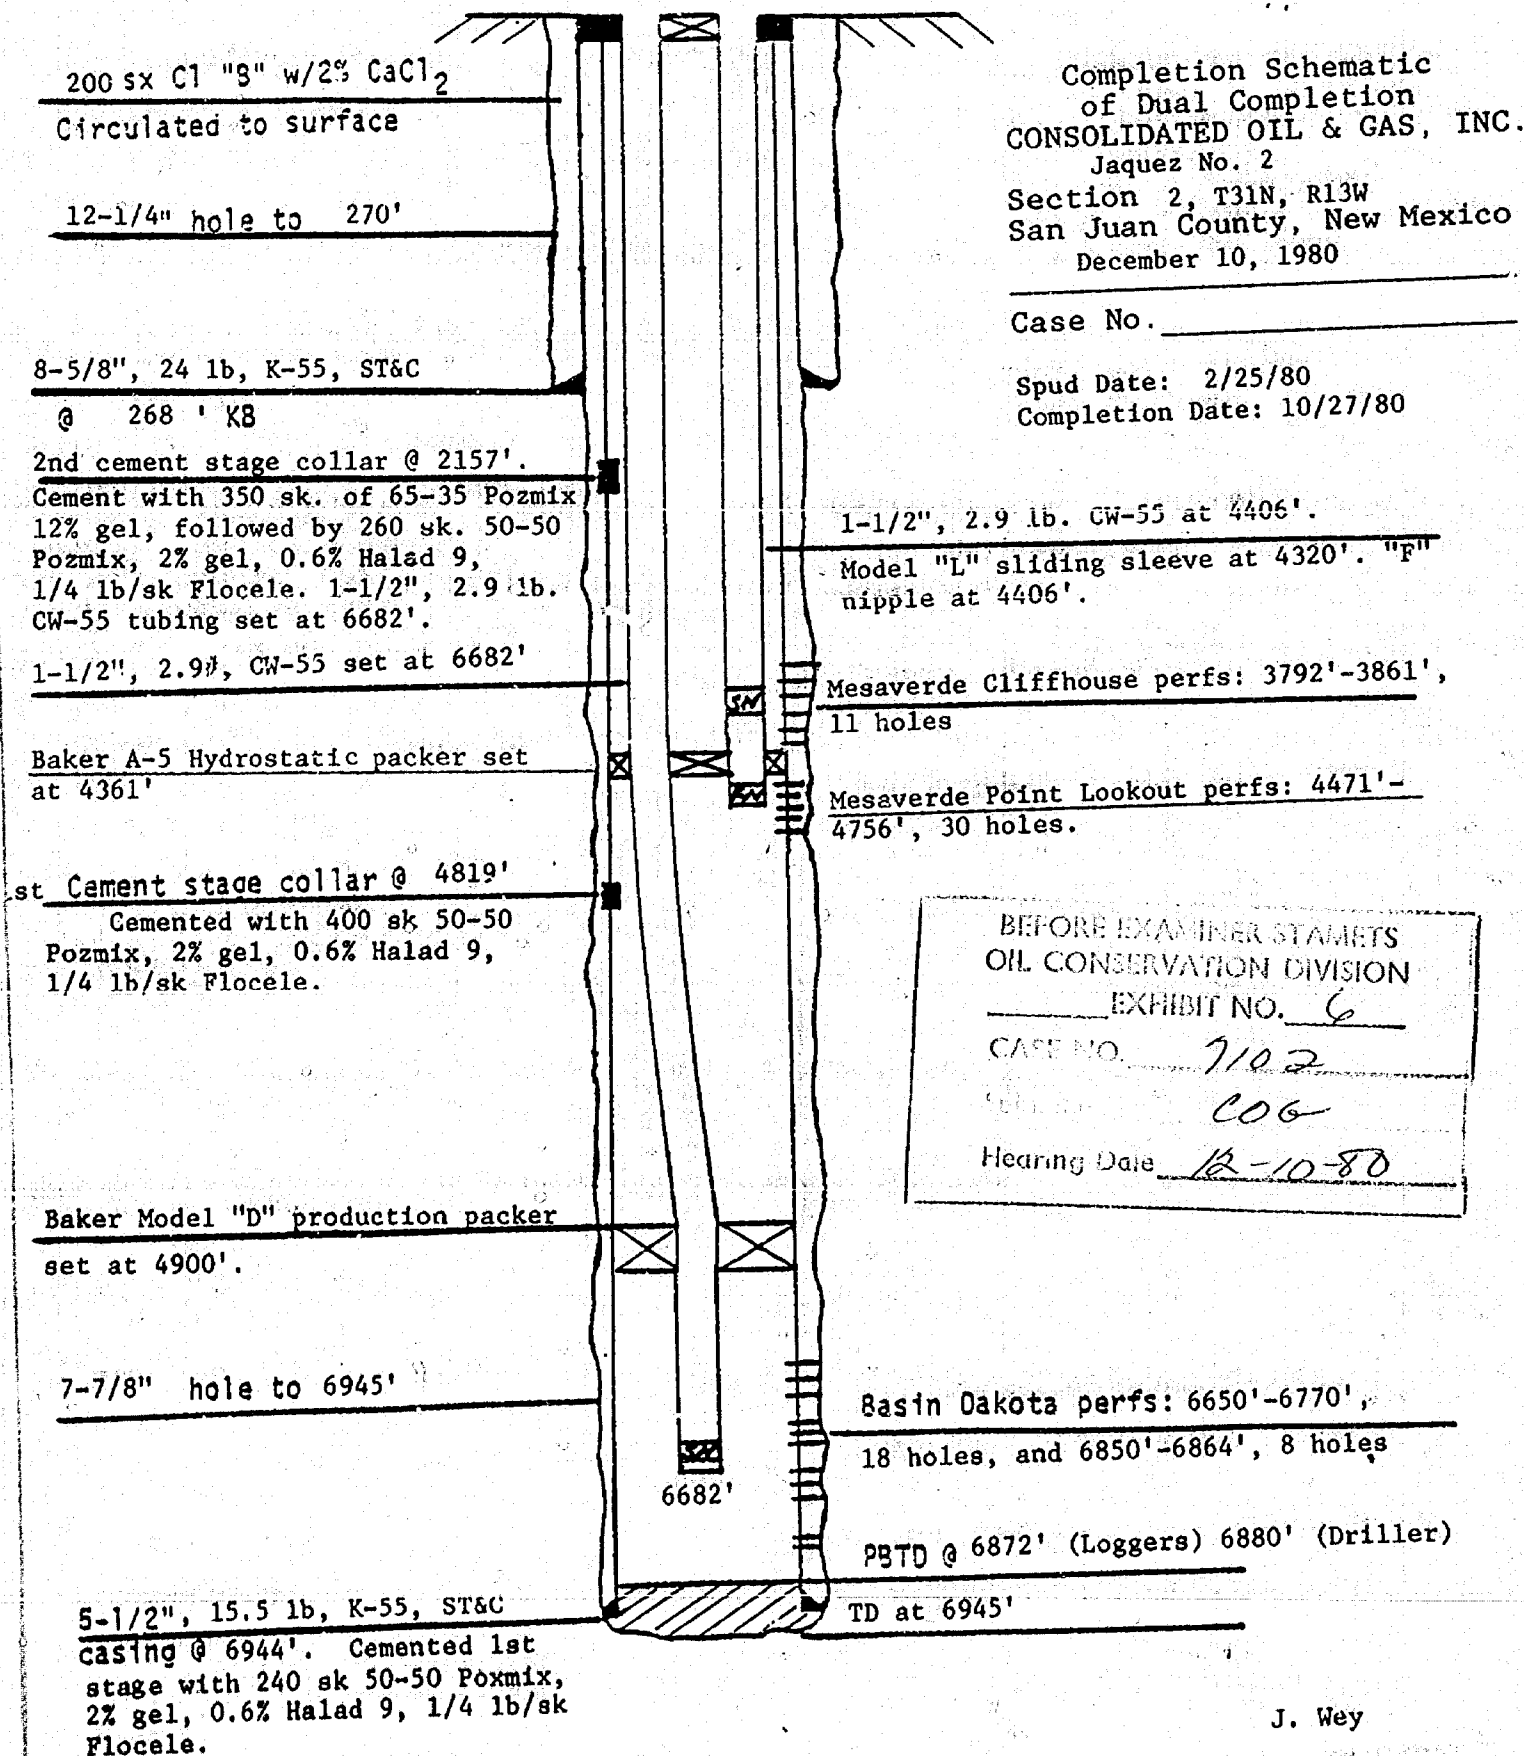 200 sx Cl "B" w/2% CaCl2
Circulated to surface
12-1/4" hole to 270'
8-5/8", 24 lb, K-55, ST&C
@ 268 ' KB
2nd cement stage collar @ 2157'.
Cement with 350 sk. of 65-35 Pozmix
12% gel, followed by 260 sk. 50-50
Pozmix, 2% gel, 0.6% Halad 9,
1/4 lb/sk Flocele. 1-1/2", 2.9 lb.
CW-55 tubing set at 6682'.
1-1/2", 2.9#, CW-55 set at 6682'
Baker A-5 Hydrostatic packer set
at 4361'
st Cement stage collar @ 4819'
Cemented with 400 sk 50-50
Pozmix, 2% gel, 0.6% Halad 9,
1/4 lb/sk Flocele.
Baker Model "D" production packer
set at 4900'.
7-7/8" hole to 6945'
5-1/2", 15.5 lb, K-55, ST&C
casing @ 6944'. Cemented 1st
stage with 240 sk 50-50 Poxmix,
2% gel, 0.6% Halad 9, 1/4 lb/sk
Flocele.
SN
SN
SN
6682'
Completion Schematic
of Dual Completion
CONSOLIDATED OIL & GAS, INC.
Jaquez No. 2
Section 2, T31N, R13W
San Juan County, New Mexico
December 10, 1980
Case No.
Spud Date: 2/25/80
Completion Date: 10/27/80
1-1/2", 2.9 lb. CW-55 at 4406'.
Model "L" sliding sleeve at 4320'. "F"
nipple at 4406'.
Mesaverde Cliffhouse perfs: 3792'-3861',
11 holes
Mesaverde Point Lookout perfs: 4471'-
4756', 30 holes.
BEFORE EXAMINER STAMETS
OIL CONSERVATION DIVISION
EXHIBIT NO. 6
CASE NO. 7102
COG
Hearing Date 12-10-80
Basin Dakota perfs: 6650'-6770',
18 holes, and 6850'-6864', 8 holes
PBTD @ 6872' (Loggers) 6880' (Driller)
TD at 6945'
J. Wey